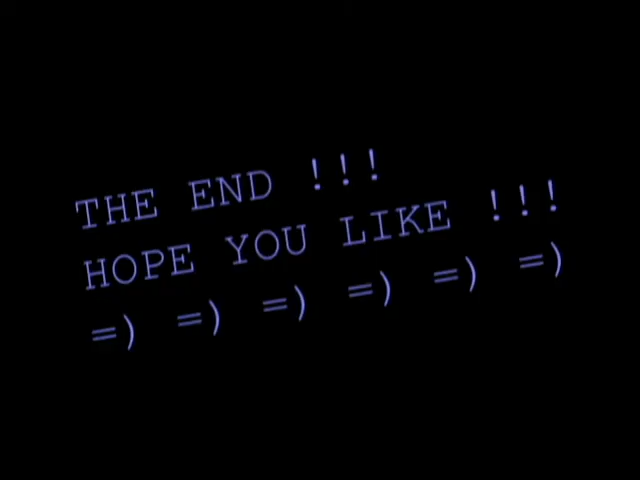 THE END !!!
HOPE YOU LIKE !!!
=) =) =) =) =) =)